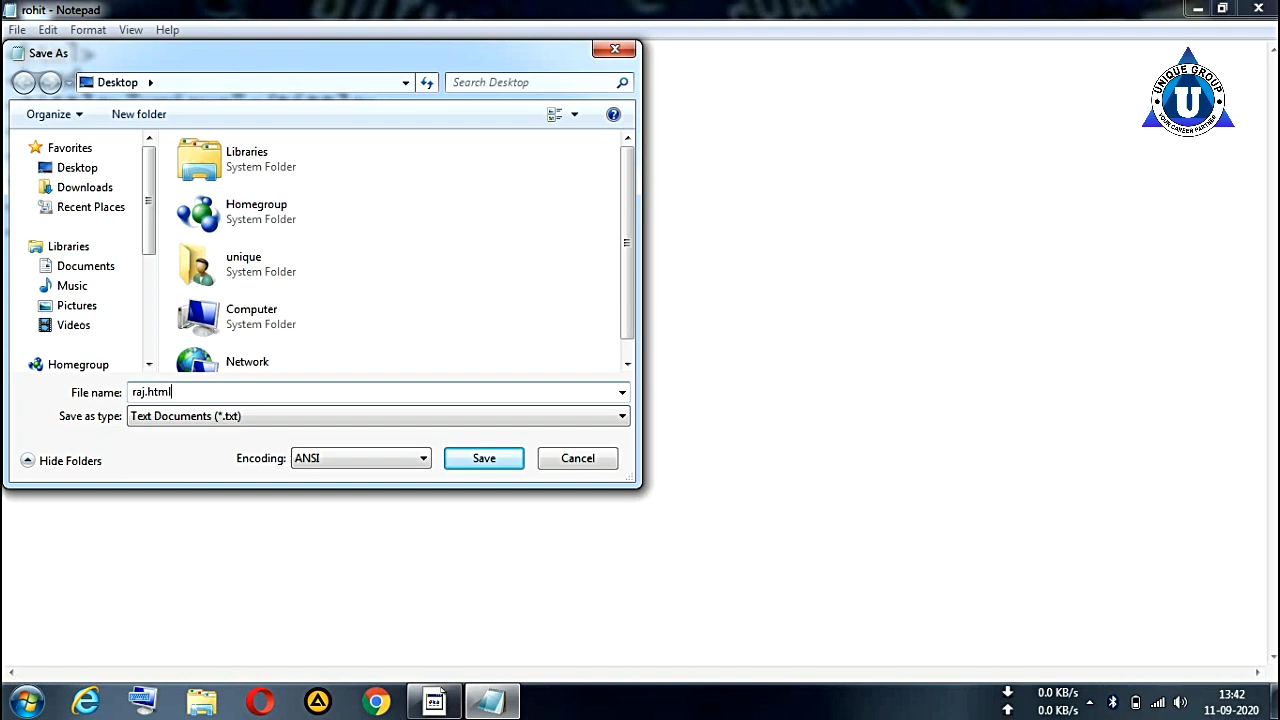 rohit - Notepad
File Edit Format View Help
Save As
Desktop
Search Desktop
Organize
New folder
Favorites
Desktop
Downloads
Recent Places
Libraries
Documents
Music
Pictures
Videos
Homegroup
Libraries
System Folder
Homegroup
System Folder
unique
System Folder
Computer
System Folder
Network
File name: raj.html
Save as type: Text Documents (*.txt)
Hide Folders
Encoding: ANSI
Save
Cancel
UNIQUE GROUP
U
YOUR CAREER PARTNER
0.0 KB/s
0.0 KB/s
13:42
11-09-2020